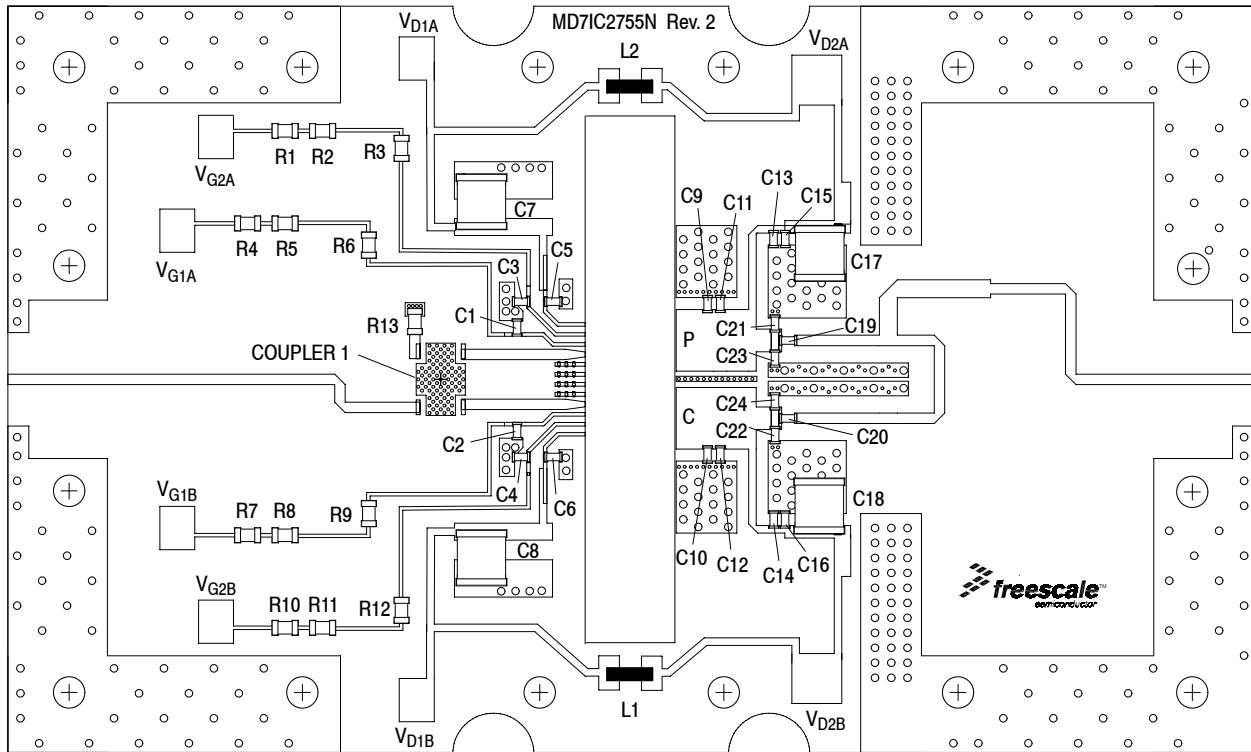 MD7IC2755N Rev. 2
VD1A
L2
VD2A
R1 R2 R3
VG2A
C7
C13 C15
C9 C11
R4 R5 R6
VG1A
C5
C3
C17
C1
R13
C21 C19
P
COUPLER 1
C23
C24
C
C2
C22 C20
C4 C6
VG1B
R7 R8 R9
C18
C8
C10 C12 C14 C16
VG2B
R10 R11 R12
freescale™
semiconductor
L1
VD1B
VD2B